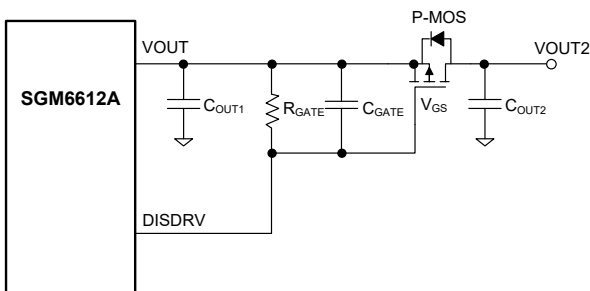 P-MOS
VOUT
VOUT2
SGM6612A
COUT1
RGATE
CGATE
VGS
COUT2
DISDRV